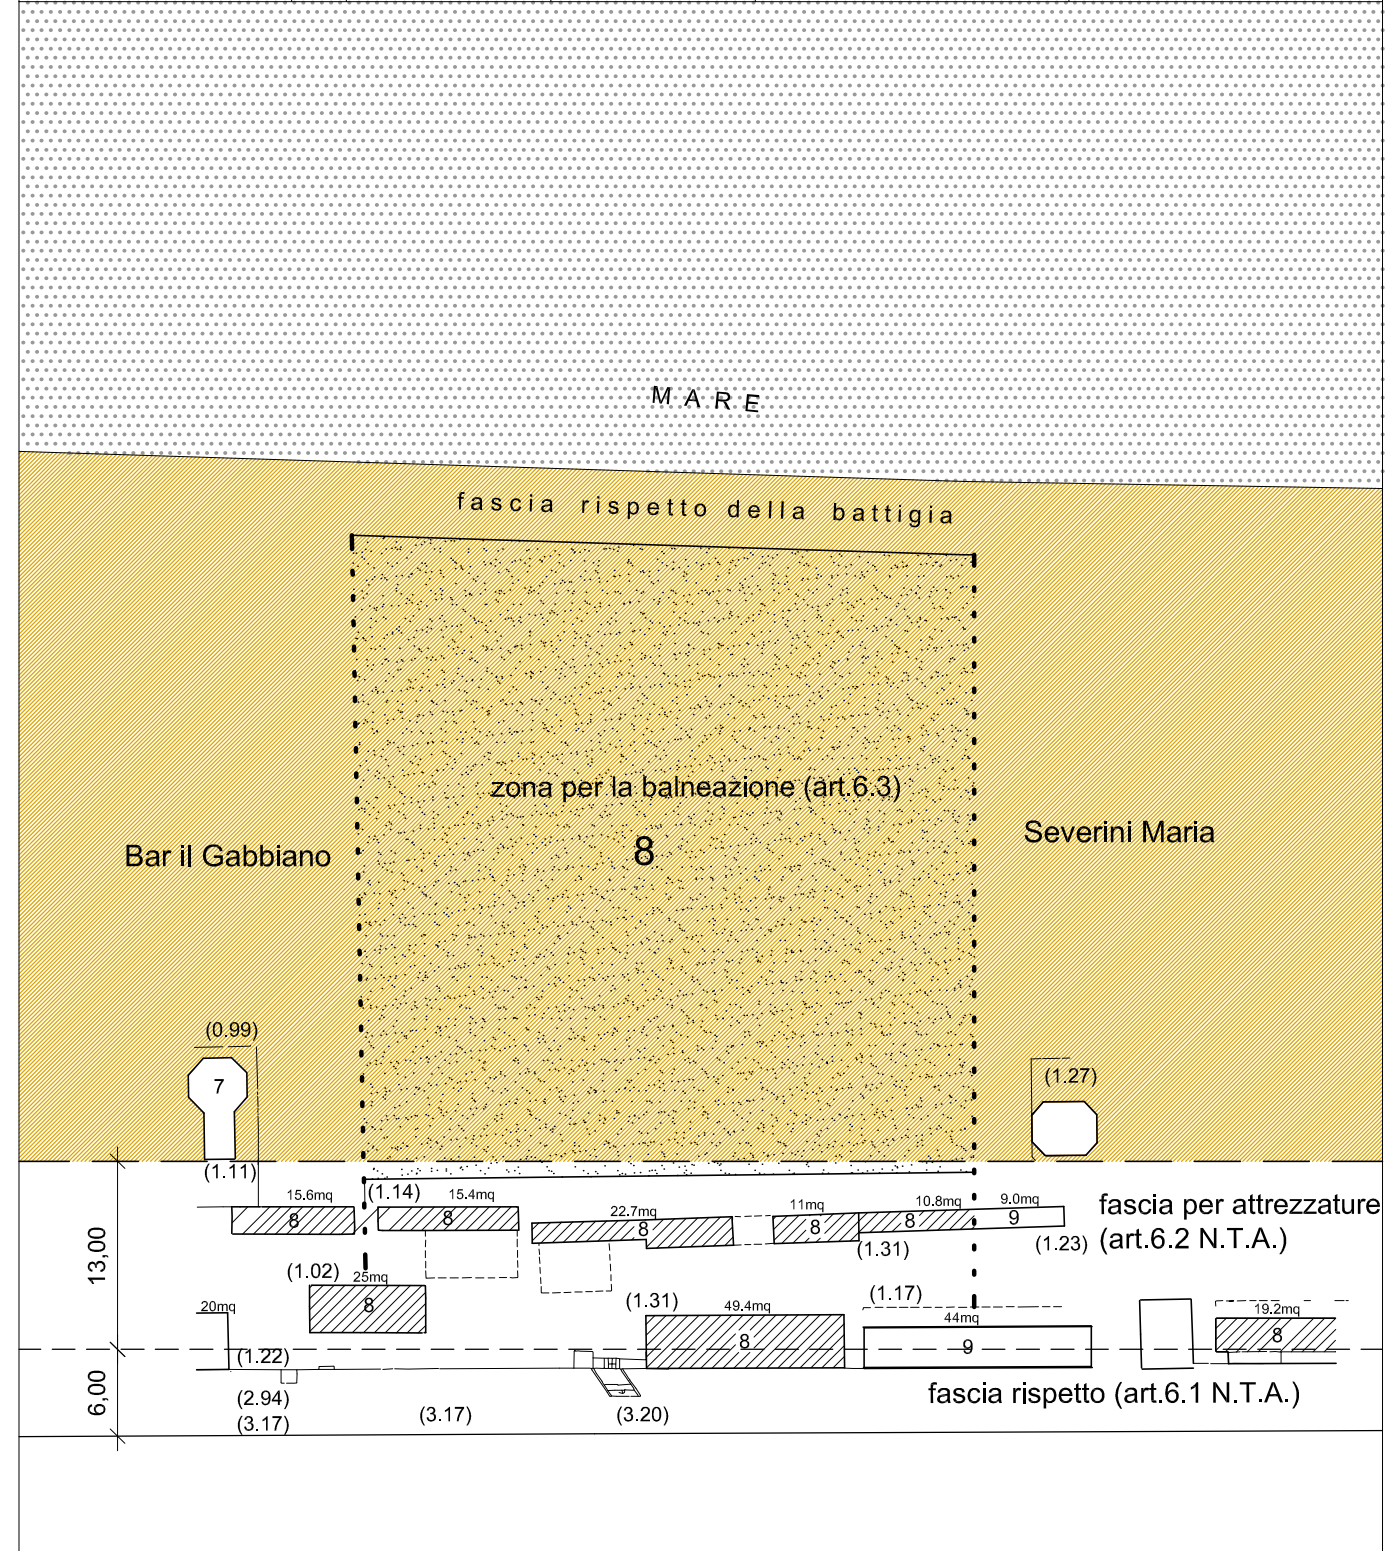 MARE
fascia rispetto della battigia
zona per la balneazione (art.6.3)
8
Bar il Gabbiano
Severini Maria
(0.99)
7
(1.27)
(1.11)
(1.14)
15.6mq
15.4mq
22.7mq
11mq
10.8mq
9.0mq
8
8
8
8
8
9
fascia per attrezzature
(art.6.2 N.T.A.)
(1.31)
(1.23)
13,00
(1.02)
25mq
8
(1.31)
(1.17)
20mq
49.4mq
44mq
19.2mq
8
9
8
(1.22)
6,00
(2.94)
(3.17)
(3.17)
(3.20)
fascia rispetto (art.6.1 N.T.A.)